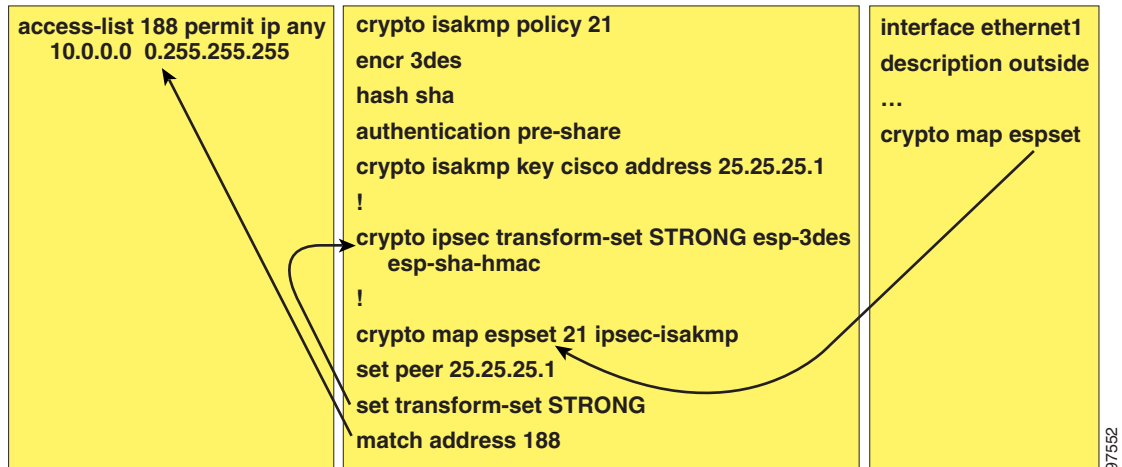 access-list 188 permit ip any
10.0.0.0 0.255.255.255
crypto isakmp policy 21
encr 3des
hash sha
authentication pre-share
crypto isakmp key cisco address 25.25.25.1
!
crypto ipsec transform-set STRONG esp-3des
esp-sha-hmac
!
crypto map espset 21 ipsec-isakmp
set peer 25.25.25.1
set transform-set STRONG
match address 188
interface ethernet1
description outside
...
crypto map espset
97552